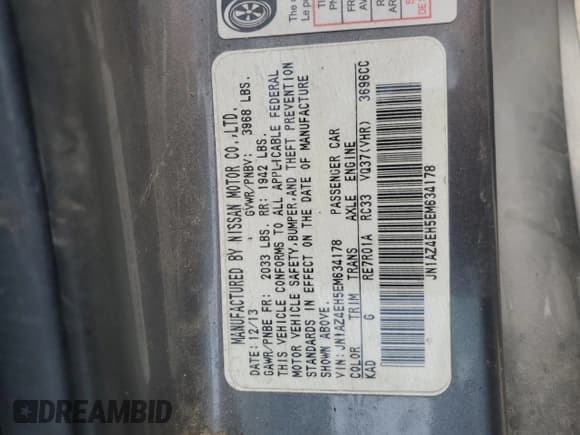 MANUFACTURED BY NISSAN MOTOR CO.,LTD.
DATE: 12/13 GVWR/PNBV: 3968 LBS.
GAWR/PNBE FR: 2033 LBS. RR: 1942 LBS.
THIS VEHICLE CONFORMS TO ALL APPLICABLE FEDERAL
MOTOR VEHICLE SAFETY,BUMPER,AND THEFT PREVENTION
STANDARDS IN EFFECT ON THE DATE OF MANUFACTURE
SHOWN ABOVE.
VIN: JN1AZ4EH5EM634178 PASSENGER CAR
COLOR TRIM TRANS AXLE ENGINE
KAD G RE7R01A RC33 VQ37(VHR) 3696CC
JN1AZ4EH5EM634178
The
Le
DREAMBID